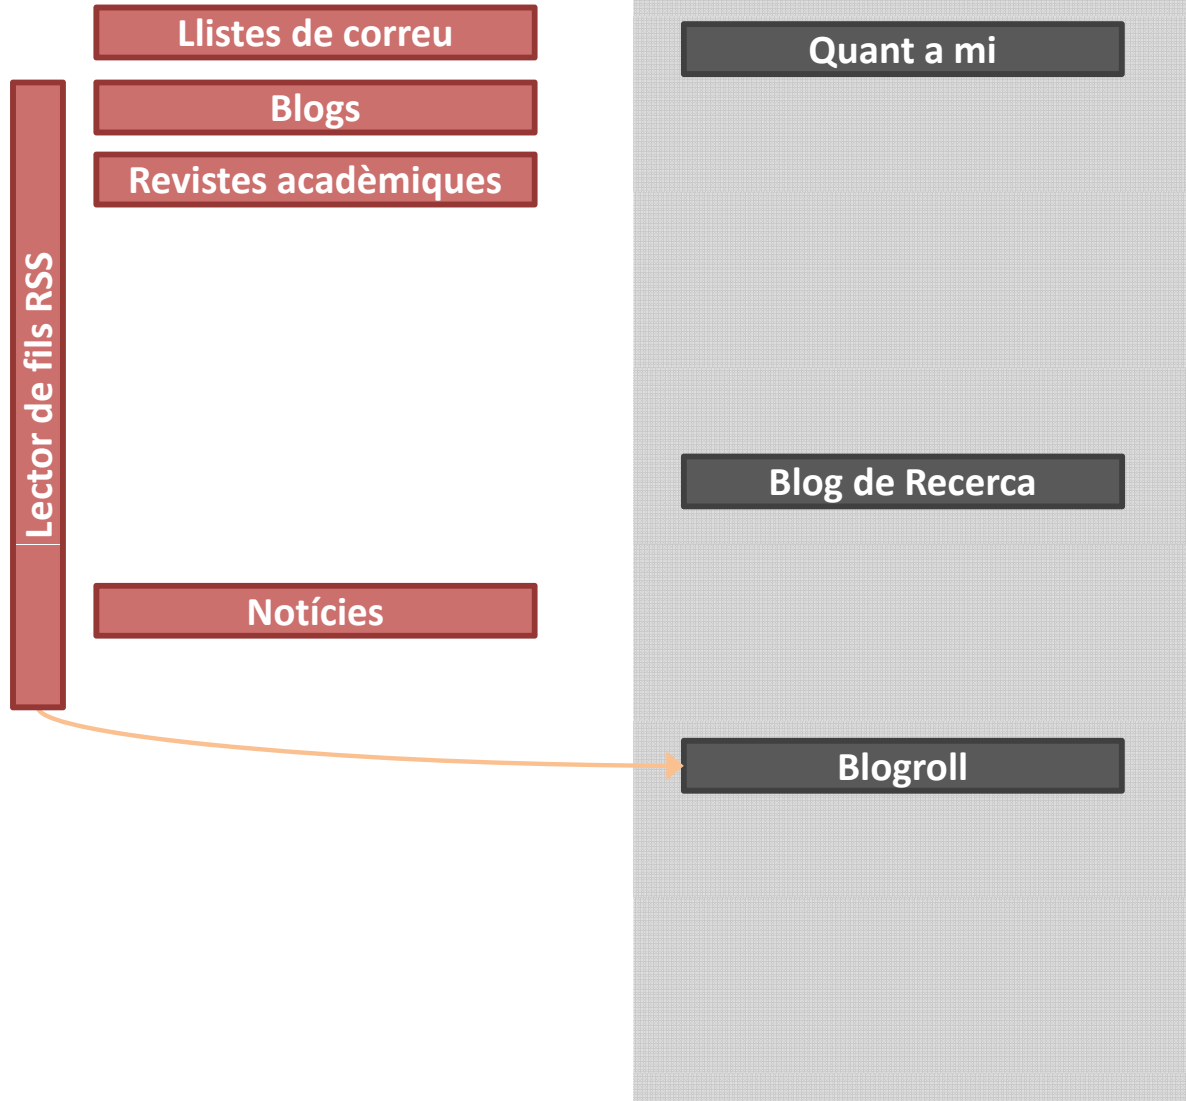 Llistes de correu
Blogs
Revistes acadèmiques
Lector de fils RSS
Notícies
Quant a mi
Blog de Recerca
Blogroll